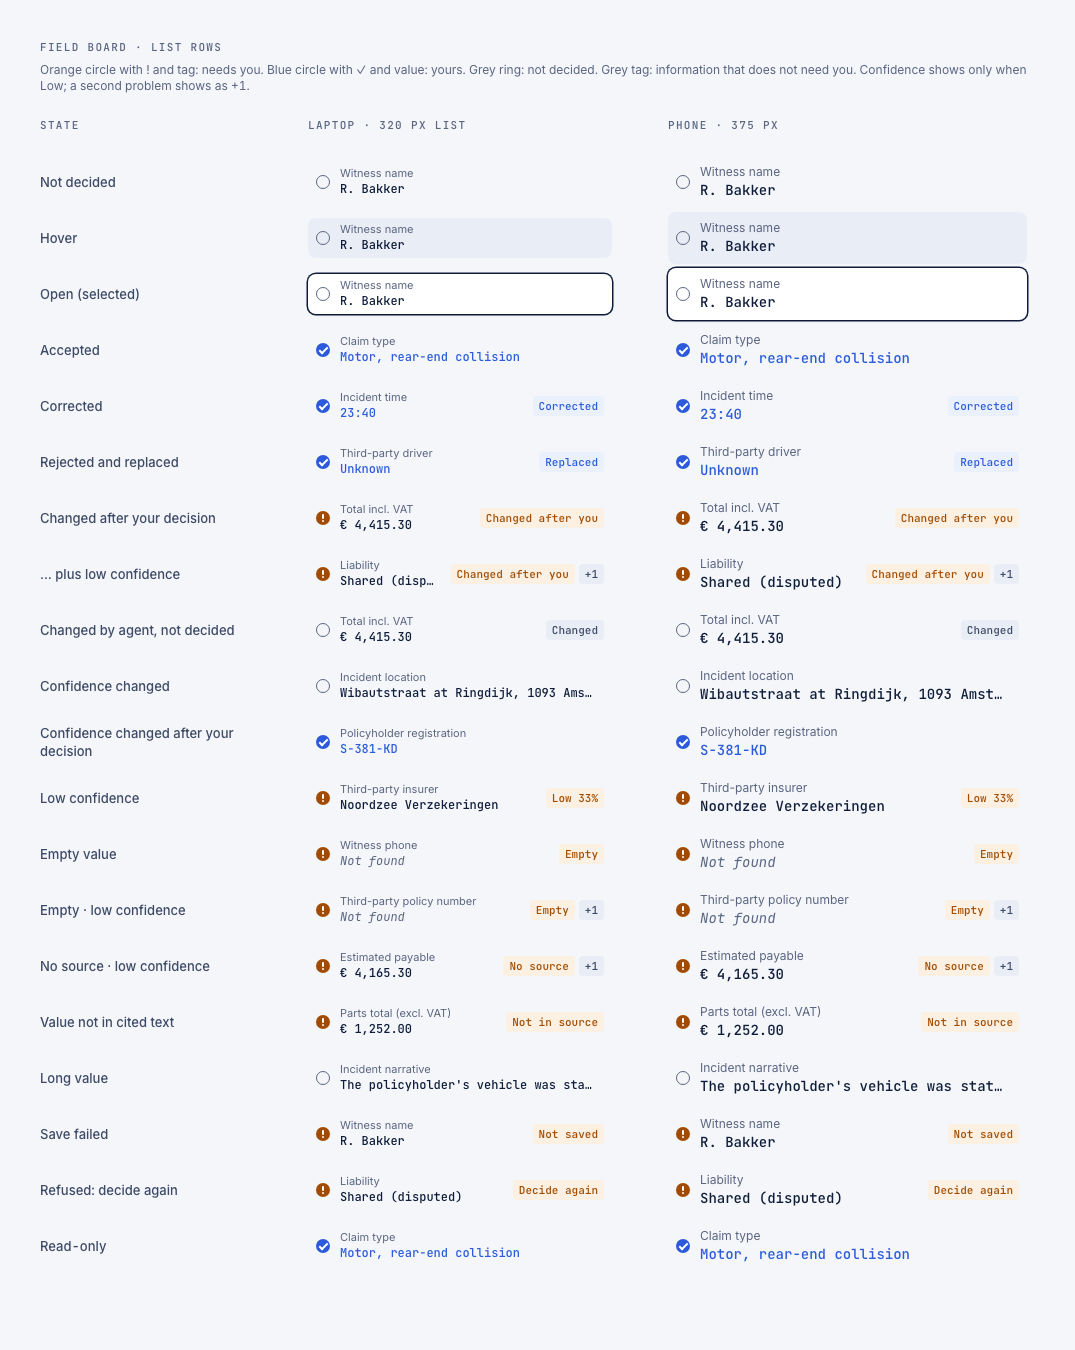 FIELD BOARD · LIST ROWS
Orange circle with ! and tag: needs you. Blue circle with ✓ and value: yours. Grey ring: not decided. Grey tag: information that does not need you. Confidence shows only when
Low; a second problem shows as +1.
STATE LAPTOP · 320 PX LIST PHONE · 375 PX
Not decided
Witness name
R. Bakker
Witness name
R. Bakker
Hover
Witness name
R. Bakker
Witness name
R. Bakker
Open (selected)
Witness name
R. Bakker
Witness name
R. Bakker
Accepted
Claim type
Motor, rear-end collision
Claim type
Motor, rear-end collision
Corrected
Incident time
23:40
Corrected
Incident time
23:40
Corrected
Rejected and replaced
Third-party driver
Unknown
Replaced
Third-party driver
Unknown
Replaced
Changed after your decision
Total incl. VAT
€ 4,415.30
Changed after you
Total incl. VAT
€ 4,415.30
Changed after you
… plus low confidence
Liability
Shared (disp…
Changed after you +1
Liability
Shared (disputed)
Changed after you +1
Changed by agent, not decided
Total incl. VAT
€ 4,415.30
Changed
Total incl. VAT
€ 4,415.30
Changed
Confidence changed
Incident location
Wibautstraat at Ringdijk, 1093 Ams…
Incident location
Wibautstraat at Ringdijk, 1093 Amst…
Confidence changed after your
decision
Policyholder registration
S-381-KD
Policyholder registration
S-381-KD
Low confidence
Third-party insurer
Noordzee Verzekeringen
Low 33%
Third-party insurer
Noordzee Verzekeringen
Low 33%
Empty value
Witness phone
Not found
Empty
Witness phone
Not found
Empty
Empty · low confidence
Third-party policy number
Not found
Empty +1
Third-party policy number
Not found
Empty +1
No source · low confidence
Estimated payable
€ 4,165.30
No source +1
Estimated payable
€ 4,165.30
No source +1
Value not in cited text
Parts total (excl. VAT)
€ 1,252.00
Not in source
Parts total (excl. VAT)
€ 1,252.00
Not in source
Long value
Incident narrative
The policyholder's vehicle was sta…
Incident narrative
The policyholder's vehicle was stat…
Save failed
Witness name
R. Bakker
Not saved
Witness name
R. Bakker
Not saved
Refused: decide again
Liability
Shared (disputed)
Decide again
Liability
Shared (disputed)
Decide again
Read-only
Claim type
Motor, rear-end collision
Claim type
Motor, rear-end collision